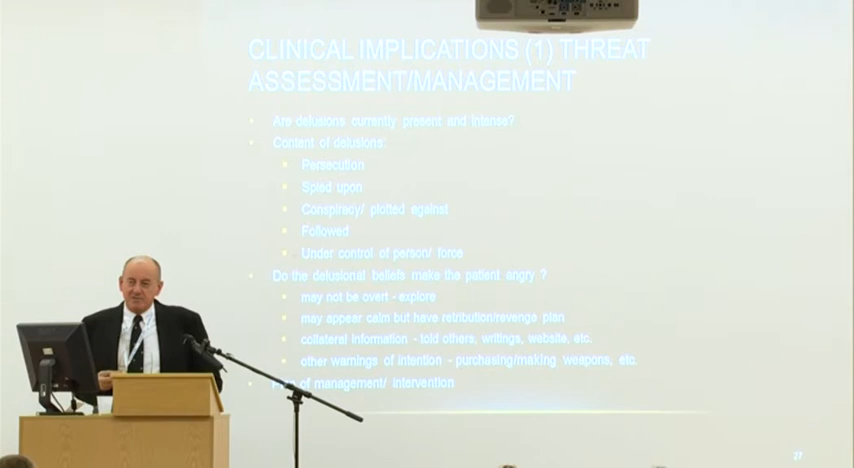 CLINICAL IMPLICATIONS (1) THREAT
ASSESSMENT/MANAGEMENT
Are delusions currently present and intense?
Content of delusions:
Persecution
Spied upon
Conspiracy/ plotted against
Followed
Under control of person/ force
Do the delusional beliefs make the patient angry ?
may not be overt - explore
may appear calm but have retribution/revenge plan
collateral information - told others, writings, website, etc.
other warnings of intention - purchasing/making weapons, etc.
of management/ intervention
27